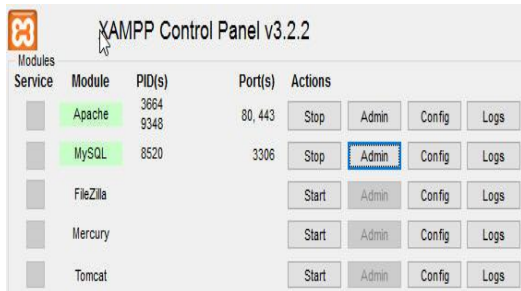 XAMPP Control Panel v3.2.2
Modules
Service Module PID(s) Port(s) Actions
Apache 3664 9348 80, 443 Stop Admin Config Logs
MySQL 8520 3306 Stop Admin Config Logs
FileZilla Start Admin Config Logs
Mercury Start Admin Config Logs
Tomcat Start Admin Config Logs